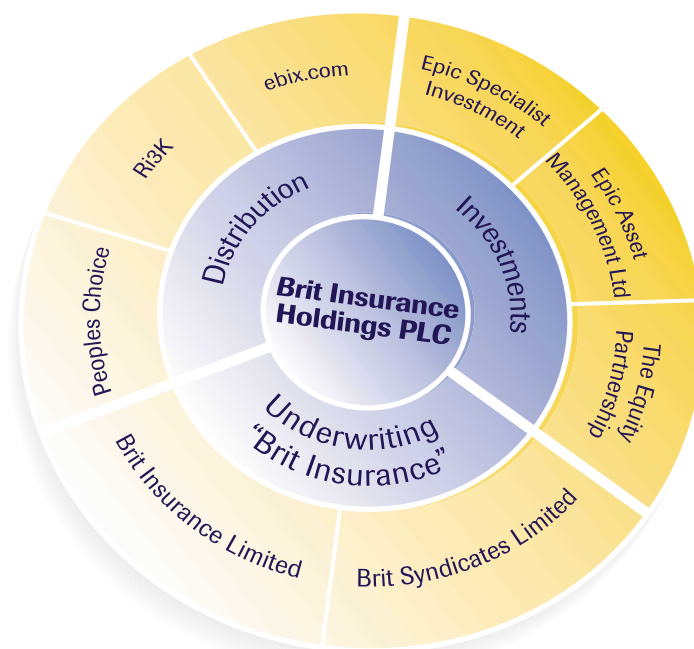 Brit Insurance
Holdings PLC
Distribution
Investments
Underwriting
“Brit Insurance”
ebix.com
Epic Specialist
Investment
Epic Asset
Management Ltd
The Equity
Partnership
Brit Syndicates Limited
Brit Insurance Limited
Peoples Choice
Ri3K